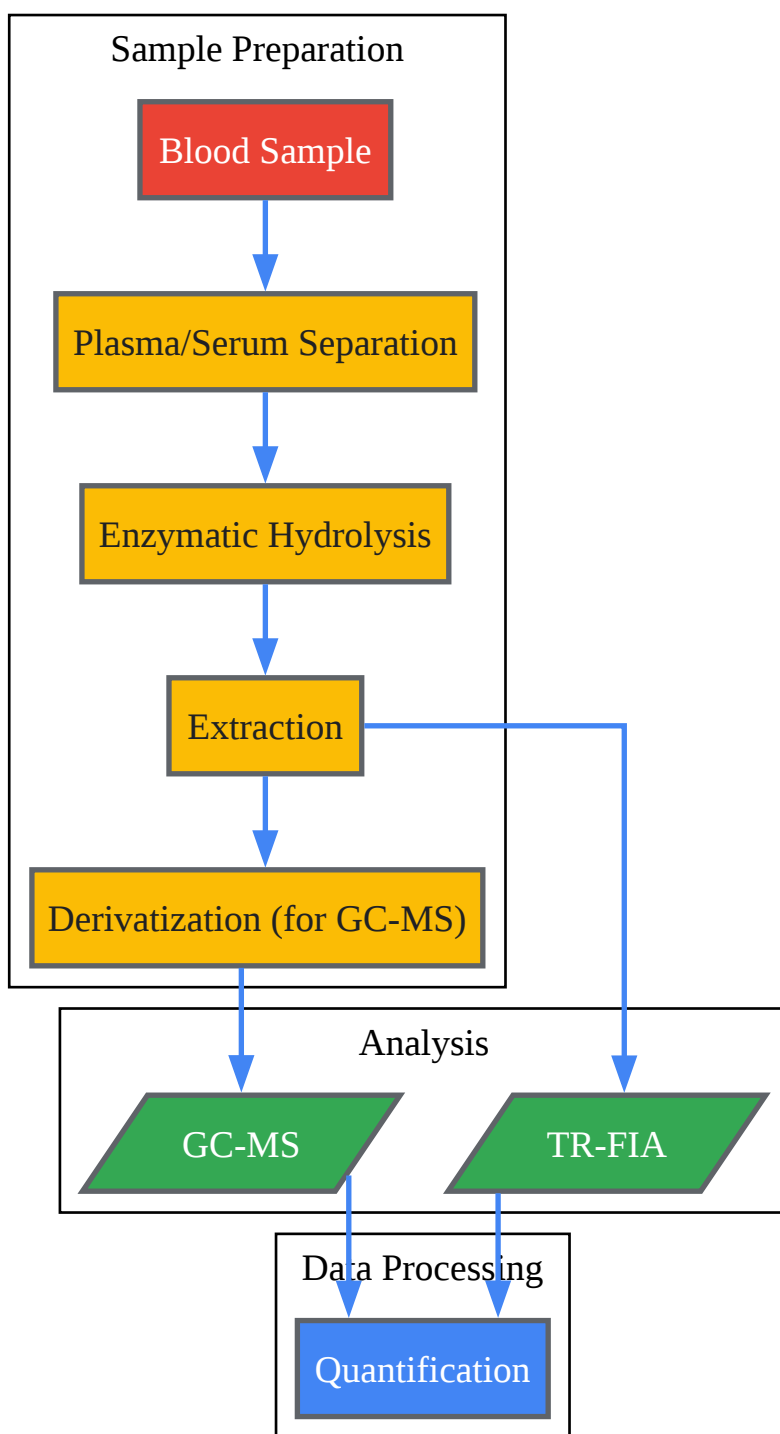 Sample Preparation
Blood Sample
Plasma/Serum Separation
Enzymatic Hydrolysis
Extraction
Derivatization (for GC-MS)
Analysis
GC-MS
TR-FIA
Data Processing
Quantification